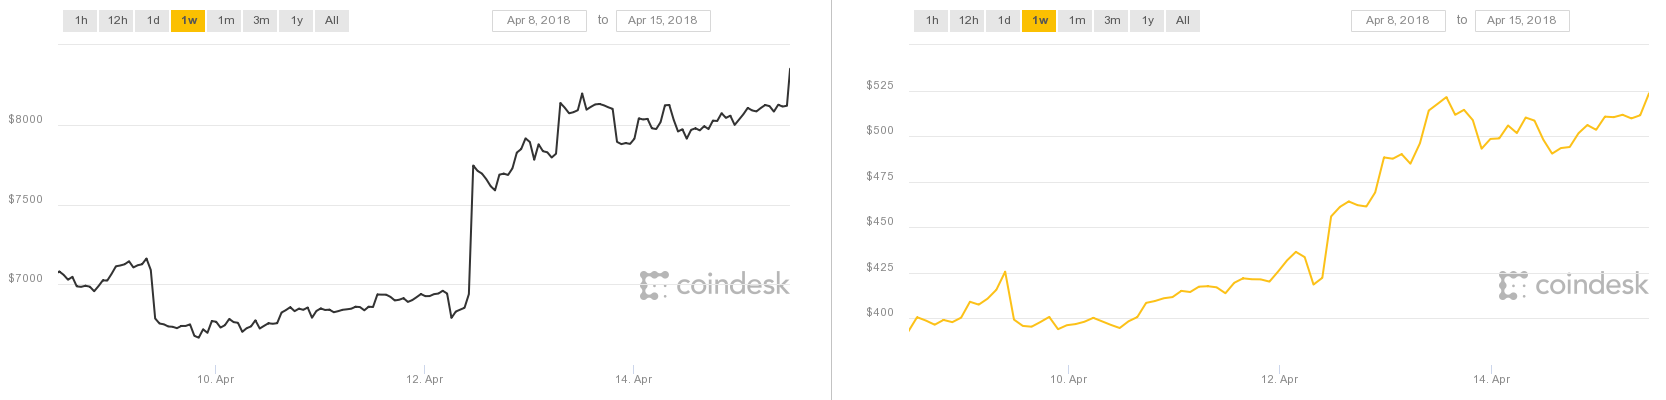 1h 12h 1d 1w 1m 3m 1y All Apr 8, 2018 to Apr 15, 2018
$8000
$7500
$7000
coindesk
10. Apr 12. Apr 14. Apr
1h 12h 1d 1w 1m 3m 1y All Apr 8, 2018 to Apr 15, 2018
$525
$500
$475
$450
$425
coindesk
$400
10. Apr 12. Apr 14. Apr